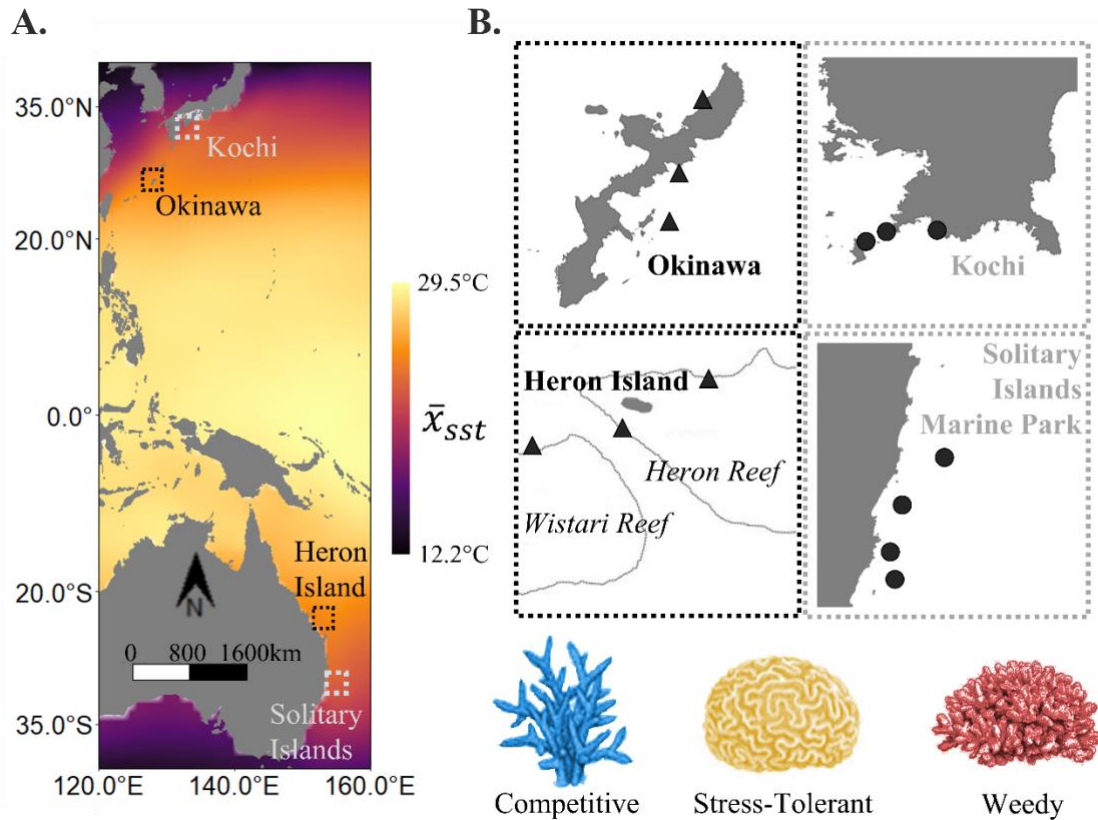 A.
35.0°N
20.0°N
0.0°
20.0°S
35.0°S
120.0°E
140.0°E
160.0°E
Kochi
Okinawa
Heron
Island
N
0 800 1600km
Solitary
Islands
29.5°C
x̄sst
12.2°C
B.
Okinawa
Kochi
Heron Island
Heron Reef
Wistari Reef
Solitary
Islands
Marine Park
Competitive
Stress-Tolerant
Weedy